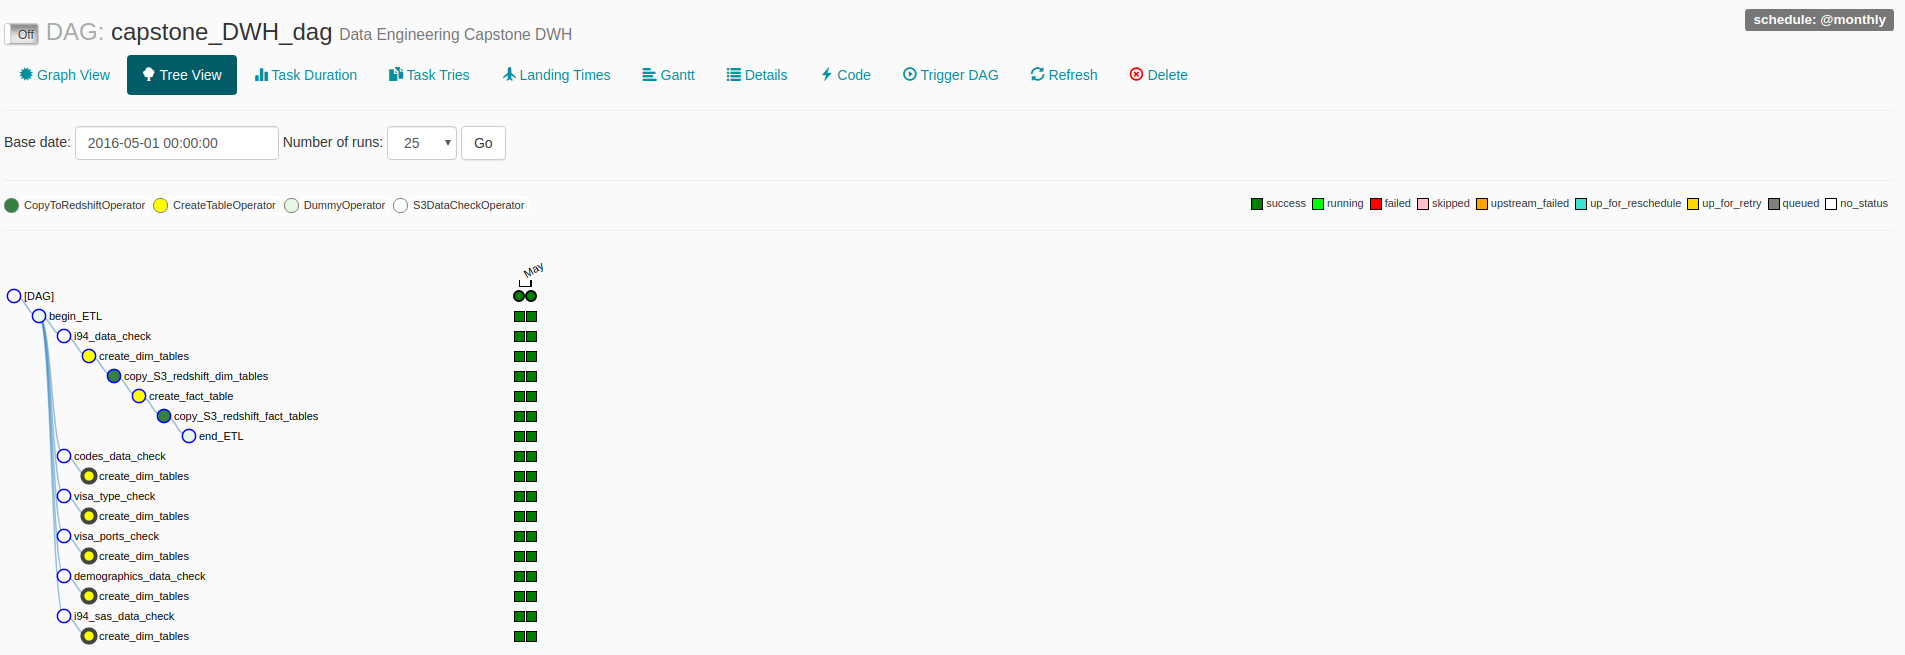 schedule: @monthly
Off DAG: capstone_DWH_dag Data Engineering Capstone DWH
Graph View Tree View Task Duration Task Tries Landing Times Gantt Details Code Trigger DAG Refresh Delete
Base date: 2016-05-01 00:00:00 Number of runs: 25 Go
CopyToRedshiftOperator CreateTableOperator DummyOperator S3DataCheckOperator success running failed skipped upstream_failed up_for_reschedule up_for_retry queued no_status
May
[DAG]
begin_ETL
i94_data_check
create_dim_tables
copy_S3_redshift_dim_tables
create_fact_table
copy_S3_redshift_fact_tables
end_ETL
codes_data_check
create_dim_tables
visa_type_check
create_dim_tables
visa_ports_check
create_dim_tables
demographics_data_check
create_dim_tables
i94_sas_data_check
create_dim_tables